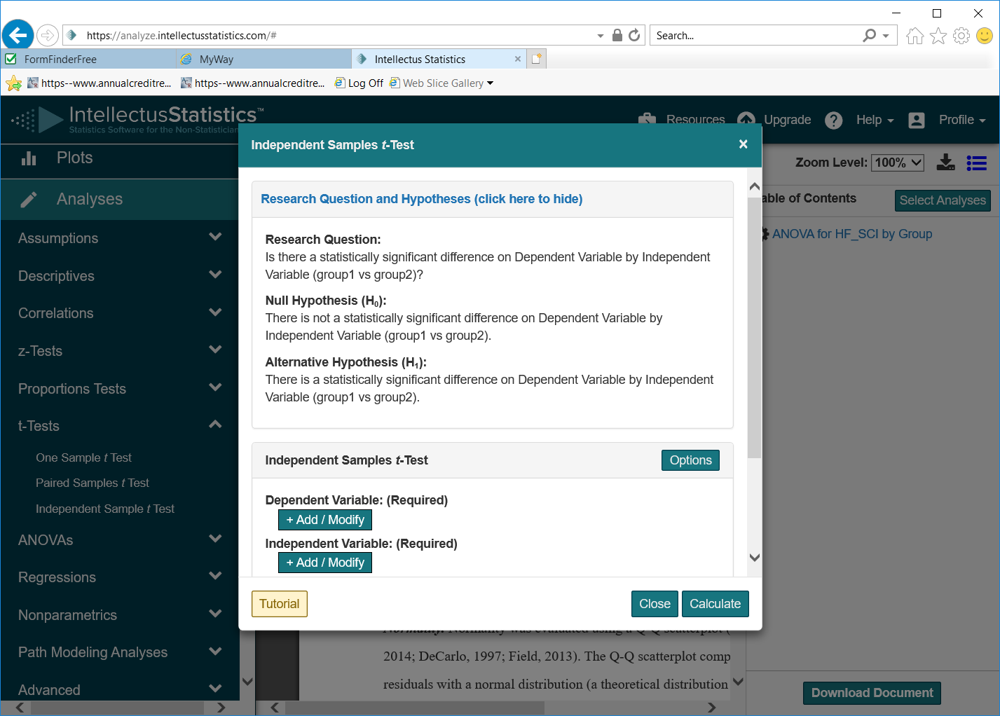 https://analyze.intellectusstatistics.com/#
Search...
FormFinderFree
MyWay
Intellectus Statistics
https--www.annualcreditre...
https--www.annualcreditre...
Log Off
Web Slice Gallery
IntellectusStatistics™
Statistics Software for the Non-Statistician
Resources
Upgrade
Help
Profile
Plots
Analyses
Assumptions
Descriptives
Correlations
z-Tests
Proportions Tests
t-Tests
One Sample t Test
Paired Samples t Test
Independent Sample t Test
ANOVAs
Regressions
Nonparametrics
Path Modeling Analyses
Advanced
Independent Samples t-Test
×
Research Question and Hypotheses (click here to hide)
Research Question:
Is there a statistically significant difference on Dependent Variable by Independent
Variable (group1 vs group2)?
Null Hypothesis (H0):
There is not a statistically significant difference on Dependent Variable by
Independent Variable (group1 vs group2).
Alternative Hypothesis (H1):
There is a statistically significant difference on Dependent Variable by Independent
Variable (group1 vs group2).
Independent Samples t-Test
Options
Dependent Variable: (Required)
+ Add / Modify
Independent Variable: (Required)
+ Add / Modify
Tutorial
Close
Calculate
Zoom Level: 100%
able of Contents
Select Analyses
ANOVA for HF_SCI by Group
Normality. Normality was evaluated using a Q-Q scatterplot (
2014; DeCarlo, 1997; Field, 2013). The Q-Q scatterplot comp
residuals with a normal distribution (a theoretical distribution
Download Document